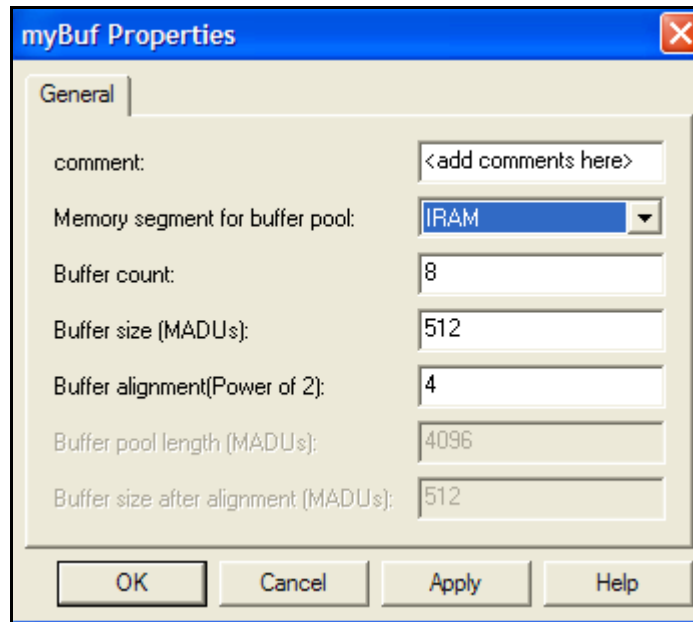 myBuf Properties
General
comment: <add comments here>
Memory segment for buffer pool: IRAM
Buffer count: 8
Buffer size (MADUs): 512
Buffer alignment(Power of 2): 4
Buffer pool length (MADUs): 4096
Buffer size after alignment (MADUs): 512
OK Cancel Apply Help